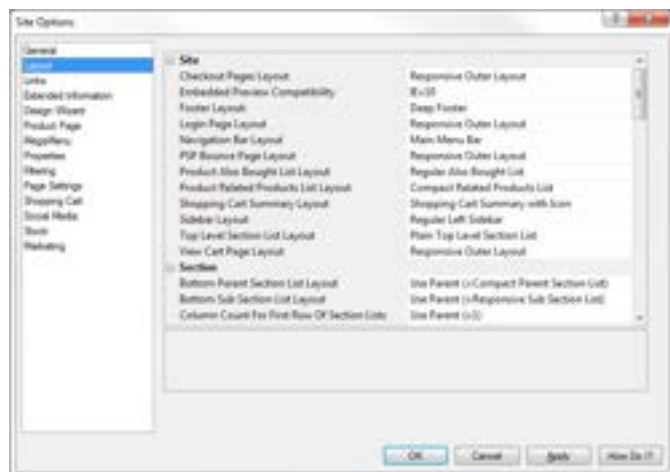 Site Options
General
Layout
Links
Extended Information
Design Wizard
Product Page
MegaMenu
Properties
Filtering
Page Settings
Shopping Cart
Social Media
Stock
Marketing
Site
Checkout Pages Layout Responsive Outer Layout
Embedded Preview Compatibility IE=10
Footer Layout Deep Footer
Login Page Layout Responsive Outer Layout
Navigation Bar Layout Main Menu Bar
PSP Bounce Page Layout Responsive Outer Layout
Product Also Bought List Layout Regular Also Bought List
Product Related Products List Layout Compact Related Products List
Shopping Cart Summary Layout Shopping Cart Summary with Icon
Sidebar Layout Regular Left Sidebar
Top Level Section List Layout Plain Top Level Section List
View Cart Page Layout Responsive Outer Layout
Section
Bottom Parent Section List Layout Use Parent (=Compact Parent Section List)
Bottom Sub Section List Layout Use Parent (=Responsive Sub Section List)
Column Count For First Row Of Section Lists Use Parent (=3)
OK Cancel Apply How Do I?